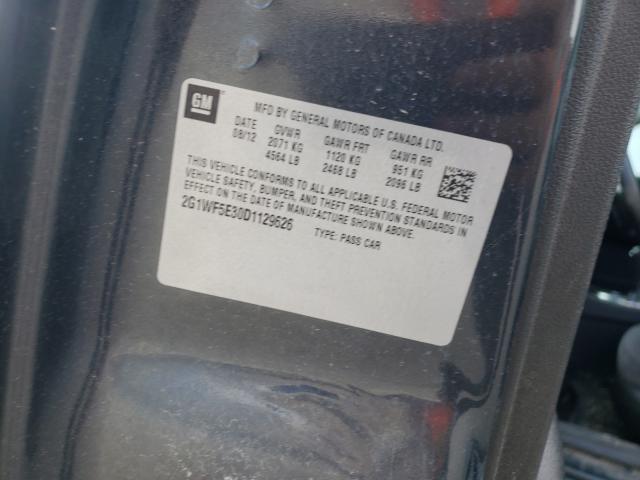 GM
MFD BY GENERAL MOTORS OF CANADA LTD.
DATE GVWR GAWR FRT GAWR RR
08/12 2071 KG 1120 KG 951 KG
4564 LB 2468 LB 2096 LB
THIS VEHICLE CONFORMS TO ALL APPLICABLE U.S. FEDERAL MOTOR
VEHICLE SAFETY, BUMPER, AND THEFT PREVENTION STANDARDS IN
EFFECT ON THE DATE OF MANUFACTURE SHOWN ABOVE.
2G1WF5E30D1129626 TYPE: PASS CAR